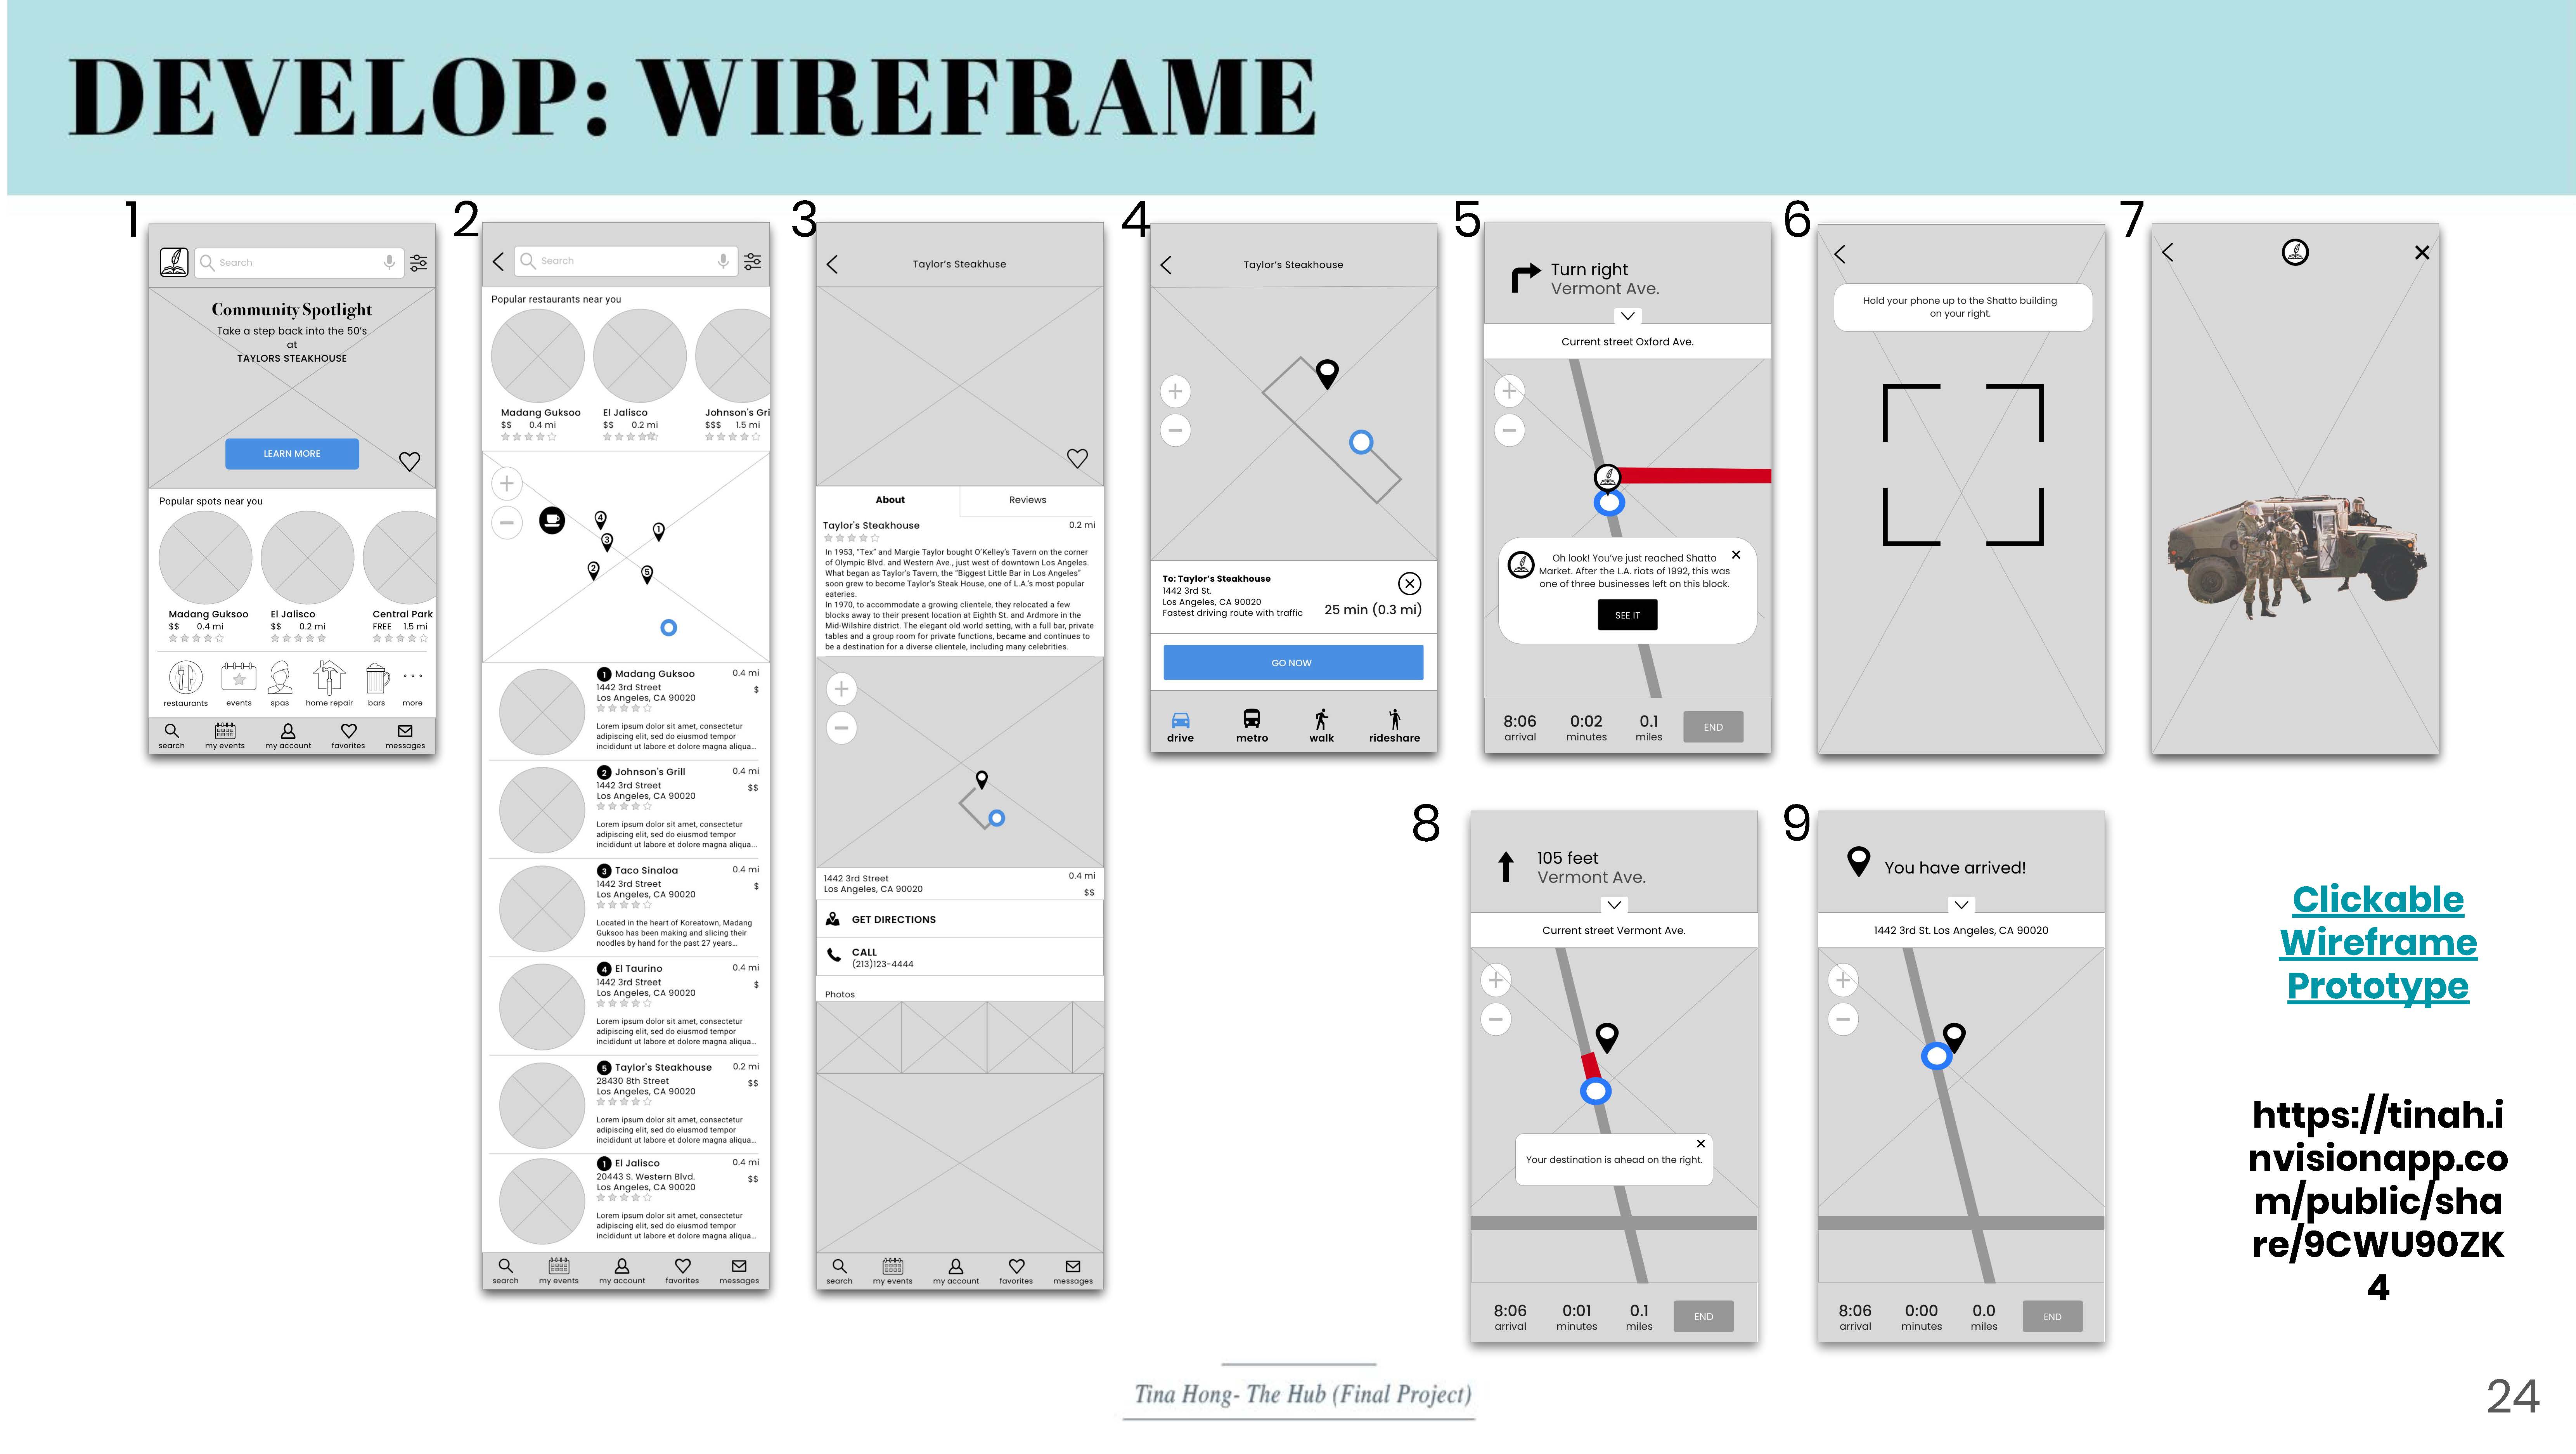 DEVELOP: WIREFRAME
1
Search
Community Spotlight
Take a step back into the 50's
at
TAYLORS STEAKHOUSE
LEARN MORE
Popular spots near you
Madang Guksoo
$$ 0.4 mi
El Jalisco
$$ 0.2 mi
Central Park
FREE 1.5 mi
restaurants events spas home repair bars more
search my events my account favorites messages
2
Search
Popular restaurants near you
Madang Guksoo
$$ 0.4 mi
El Jalisco
$$ 0.2 mi
Johnson's Gri
$$$ 1.5 mi
4
1
3
2
5
1 Madang Guksoo 0.4 mi
1442 3rd Street $
Los Angeles, CA 90020
Lorem ipsum dolor sit amet, consectetur
adipiscing elit, sed do eiusmod tempor
incididunt ut labore et dolore magna aliqua...
2 Johnson's Grill 0.4 mi
1442 3rd Street $$
Los Angeles, CA 90020
Lorem ipsum dolor sit amet, consectetur
adipiscing elit, sed do eiusmod tempor
incididunt ut labore et dolore magna aliqua...
3 Taco Sinaloa 0.4 mi
1442 3rd Street $
Los Angeles, CA 90020
Located in the heart of Koreatown, Madang
Guksoo has been making and slicing their
noodles by hand for the past 27 years...
4 El Taurino 0.4 mi
1442 3rd Street $
Los Angeles, CA 90020
Lorem ipsum dolor sit amet, consectetur
adipiscing elit, sed do eiusmod tempor
incididunt ut labore et dolore magna aliqua...
5 Taylor's Steakhouse 0.2 mi
28430 8th Street $$
Los Angeles, CA 90020
Lorem ipsum dolor sit amet, consectetur
adipiscing elit, sed do eiusmod tempor
incididunt ut labore et dolore magna aliqua...
1 El Jalisco 0.4 mi
20443 S. Western Blvd. $$
Los Angeles, CA 90020
Lorem ipsum dolor sit amet, consectetur
adipiscing elit, sed do eiusmod tempor
incididunt ut labore et dolore magna aliqua...
search my events my account favorites messages
3
Taylor's Steakhuse
About Reviews
Taylor's Steakhouse 0.2 mi
In 1953, "Tex" and Margie Taylor bought O'Kelley's Tavern on the corner
of Olympic Blvd. and Western Ave., just west of downtown Los Angeles.
What began as Taylor's Tavern, the "Biggest Little Bar in Los Angeles"
soon grew to become Taylor's Steak House, one of L.A.'s most popular
eateries.
In 1970, to accommodate a growing clientele, they relocated a few
blocks away to their present location at Eighth St. and Ardmore in the
Mid-Wilshire district. The elegant old world setting, with a full bar, private
tables and a group room for private functions, became and continues to
be a destination for a diverse clientele, including many celebrities.
1442 3rd Street 0.4 mi
Los Angeles, CA 90020 $$
GET DIRECTIONS
CALL
(213)123-4444
Photos
search my events my account favorites messages
4
Taylor's Steakhouse
To: Taylor's Steakhouse
1442 3rd St.
Los Angeles, CA 90020
Fastest driving route with traffic
25 min (0.3 mi)
GO NOW
drive metro walk rideshare
5
Turn right
Vermont Ave.
Current street Oxford Ave.
Oh look! You've just reached Shatto
Market. After the L.A. riots of 1992, this was
one of three businesses left on this block.
SEE IT
8:06 0:02 0.1 END
arrival minutes miles
6
Hold your phone up to the Shatto building
on your right.
7
8
105 feet
Vermont Ave.
Current street Vermont Ave.
Your destination is ahead on the right.
8:06 0:01 0.1 END
arrival minutes miles
9
You have arrived!
1442 3rd St. Los Angeles, CA 90020
8:06 0:00 0.0 END
arrival minutes miles
Clickable
Wireframe
Prototype
https://tinah.i
nvisionapp.co
m/public/sha
re/9CWU90ZK
4
Tina Hong- The Hub (Final Project)
24